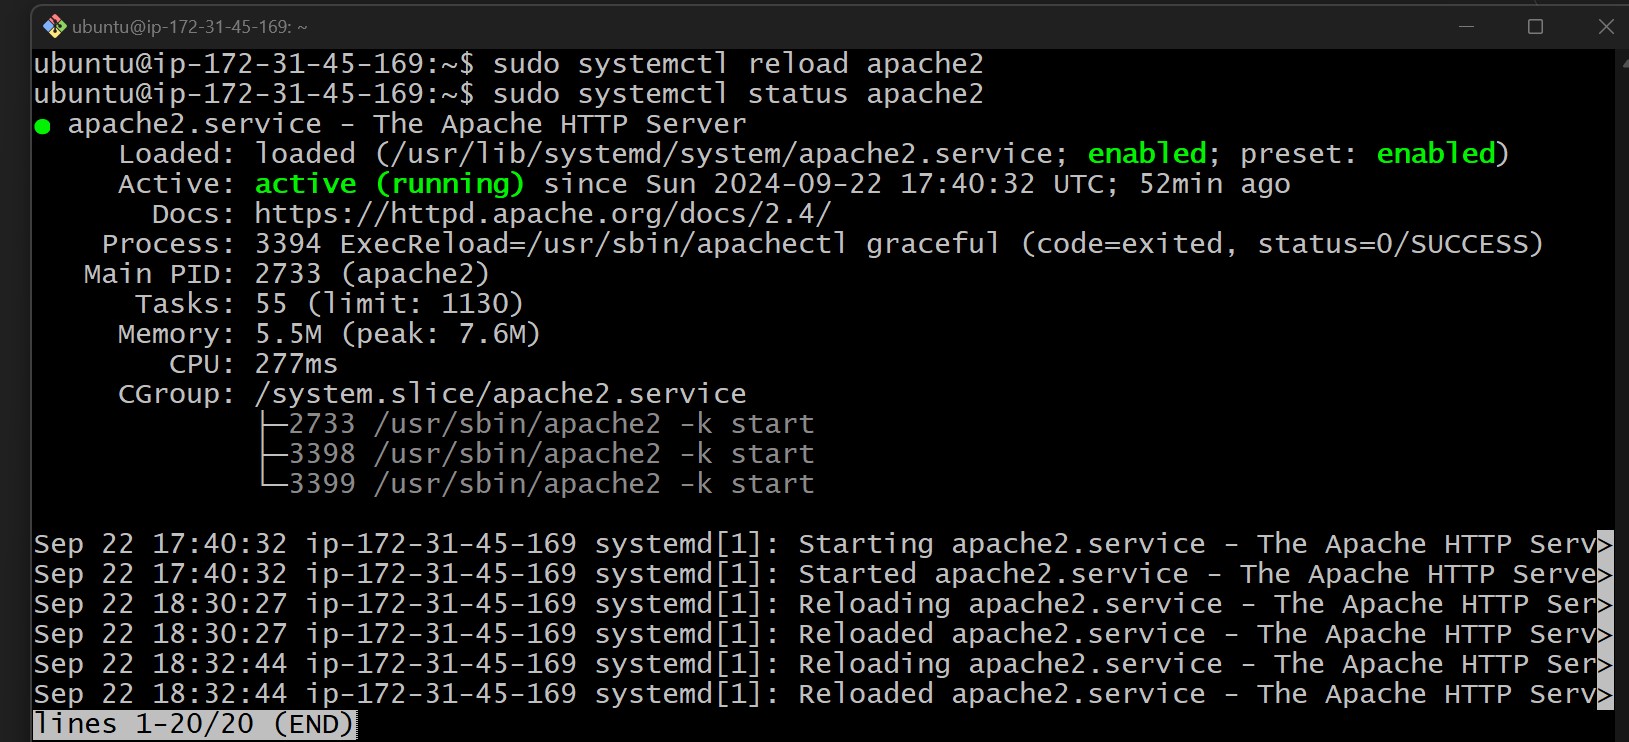 ubuntu@ip-172-31-45-169: ~
ubuntu@ip-172-31-45-169:~$ sudo systemctl reload apache2
ubuntu@ip-172-31-45-169:~$ sudo systemctl status apache2
● apache2.service - The Apache HTTP Server
Loaded: loaded (/usr/lib/systemd/system/apache2.service; enabled; preset: enabled)
Active: active (running) since Sun 2024-09-22 17:40:32 UTC; 52min ago
Docs: https://httpd.apache.org/docs/2.4/
Process: 3394 ExecReload=/usr/sbin/apachectl graceful (code=exited, status=0/SUCCESS)
Main PID: 2733 (apache2)
Tasks: 55 (limit: 1130)
Memory: 5.5M (peak: 7.6M)
CPU: 277ms
CGroup: /system.slice/apache2.service
├─2733 /usr/sbin/apache2 -k start
├─3398 /usr/sbin/apache2 -k start
└─3399 /usr/sbin/apache2 -k start
Sep 22 17:40:32 ip-172-31-45-169 systemd[1]: Starting apache2.service - The Apache HTTP Serv>
Sep 22 17:40:32 ip-172-31-45-169 systemd[1]: Started apache2.service - The Apache HTTP Serve>
Sep 22 18:30:27 ip-172-31-45-169 systemd[1]: Reloading apache2.service - The Apache HTTP Ser>
Sep 22 18:30:27 ip-172-31-45-169 systemd[1]: Reloaded apache2.service - The Apache HTTP Serv>
Sep 22 18:32:44 ip-172-31-45-169 systemd[1]: Reloading apache2.service - The Apache HTTP Ser>
Sep 22 18:32:44 ip-172-31-45-169 systemd[1]: Reloaded apache2.service - The Apache HTTP Serv>
lines 1-20/20 (END)